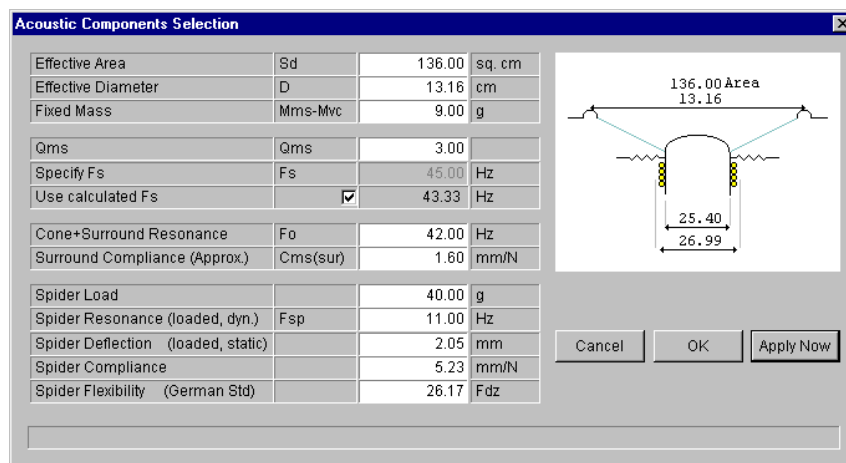 Acoustic Components Selection
Effective Area Sd 136.00 sq. cm
Effective Diameter D 13.16 cm
Fixed Mass Mms-Mvc 9.00 g
Qms Qms 3.00
Specify Fs Fs 45.00 Hz
Use calculated Fs 43.33 Hz
Cone+Surround Resonance Fo 42.00 Hz
Surround Compliance (Approx.) Cms(sur) 1.60 mm/N
Spider Load 40.00 g
Spider Resonance (loaded, dyn.) Fsp 11.00 Hz
Spider Deflection (loaded, static) 2.05 mm
Spider Compliance 5.23 mm/N
Spider Flexibility (German Std) 26.17 Fdz
136.00 Area
13.16
25.40
26.99
Cancel OK Apply Now